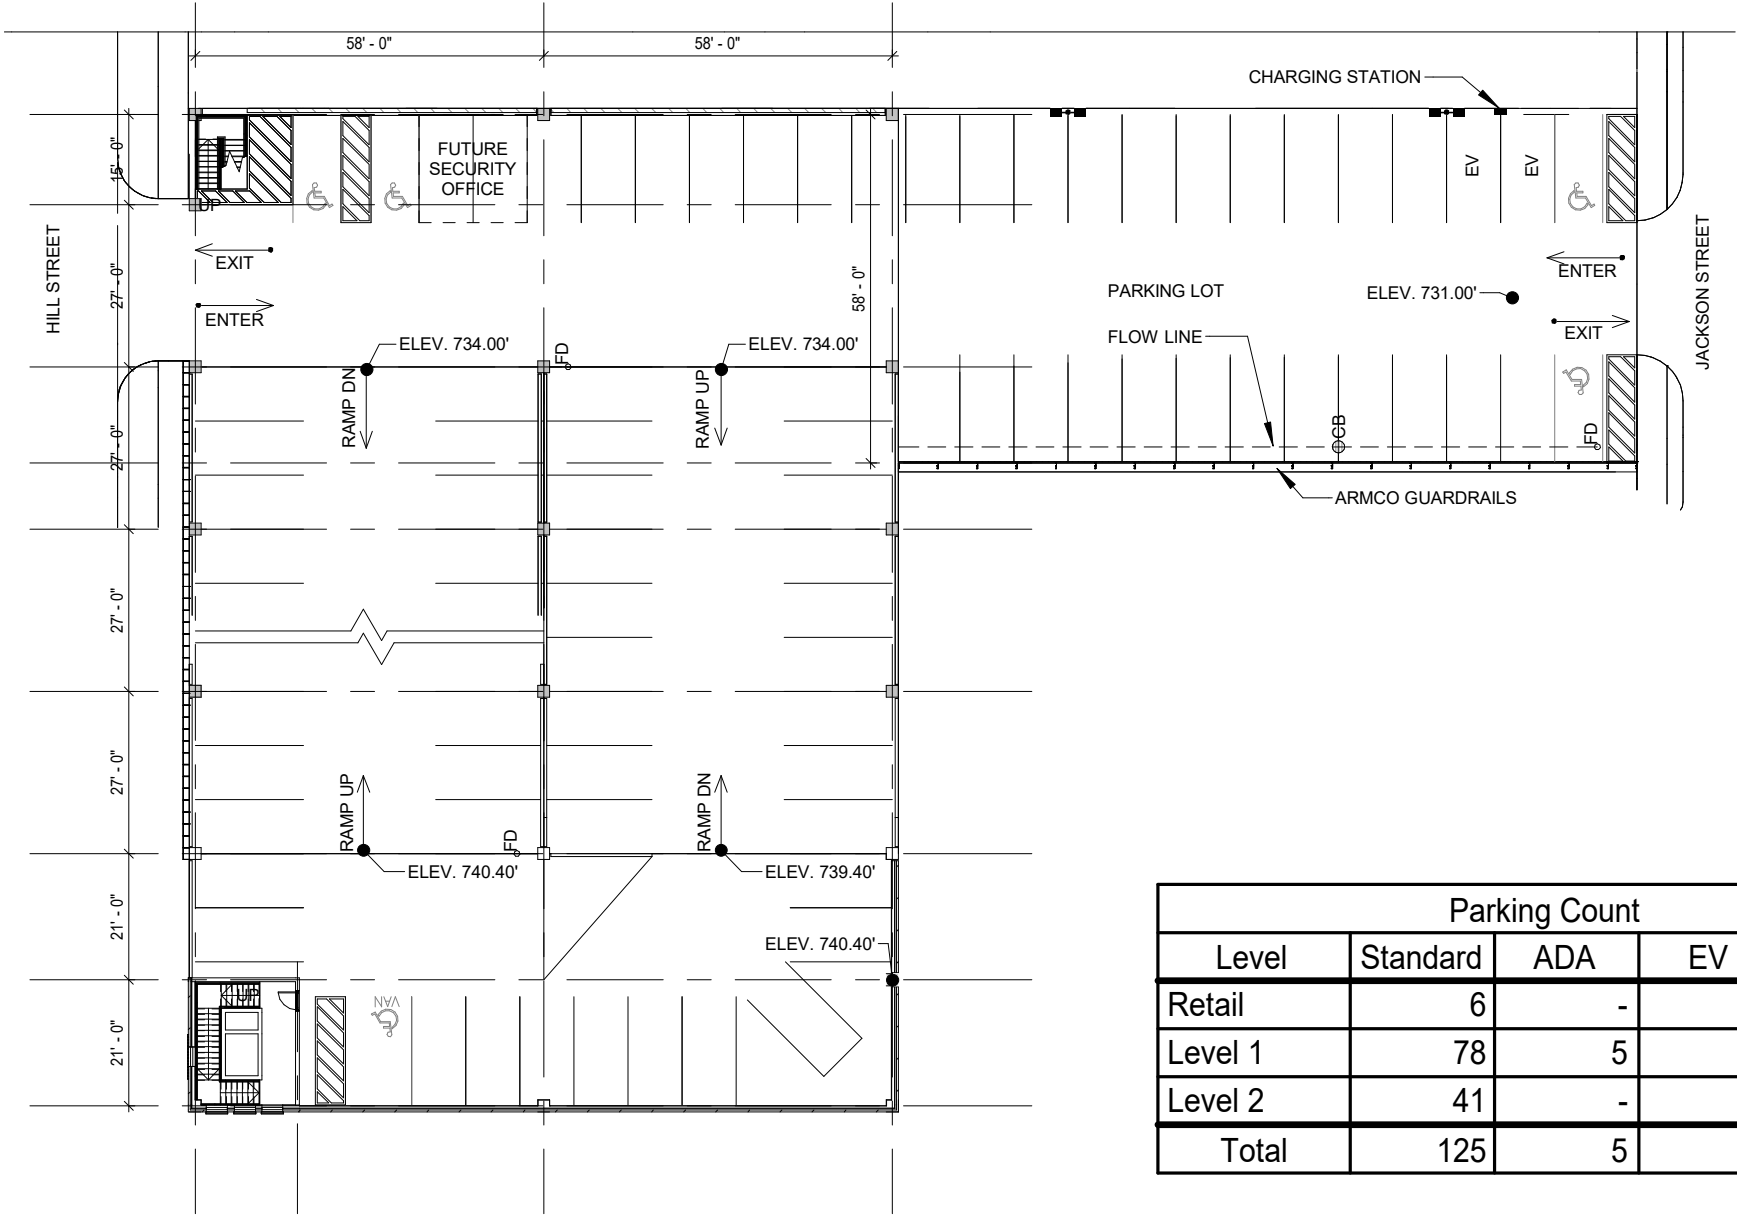 58' - 0"
58' - 0"
CHARGING STATION
15' - 0"
FUTURE
SECURITY
OFFICE
EV
EV
UP
HILL STREET
EXIT
27' - 0"
ENTER
58' - 0"
PARKING LOT
ELEV. 731.00'
ENTER
EXIT
JACKSON STREET
FLOW LINE
ELEV. 734.00'
FD
ELEV. 734.00'
RAMP DN
RAMP UP
27' - 0"
CB
FD
ARMCO GUARDRAILS
27' - 0"
27' - 0"
RAMP UP
FD
RAMP DN
ELEV. 740.40'
ELEV. 739.40'
21' - 0"
ELEV. 740.40'
UP
VAN
21' - 0"
Parking Count
Level Standard ADA EV
Retail 6 -
Level 1 78 5
Level 2 41 -
Total 125 5